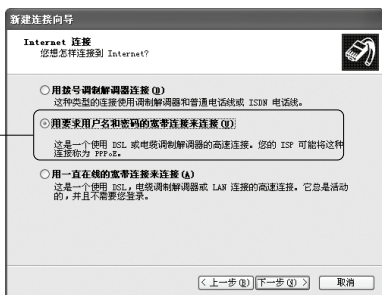 新建连接向导
Internet 连接
您想怎样连接到 Internet?
用拨号调制解调器连接(D)
这种类型的连接使用调制解调器和普通电话线或 ISDN 电话线。
用要求用户名和密码的宽带连接来连接(U)
这是一个使用 DSL 或电缆调制解调器的高速连接。您的 ISP 可能将这种
连接称为 PPPoE。
用一直在线的宽带连接来连接(A)
这是一个使用 DSL，电缆调制解调器或 LAN 连接的高速连接。它总是活动
的，并且不需要您登录。
< 上一步(B) 下一步(N) > 取消